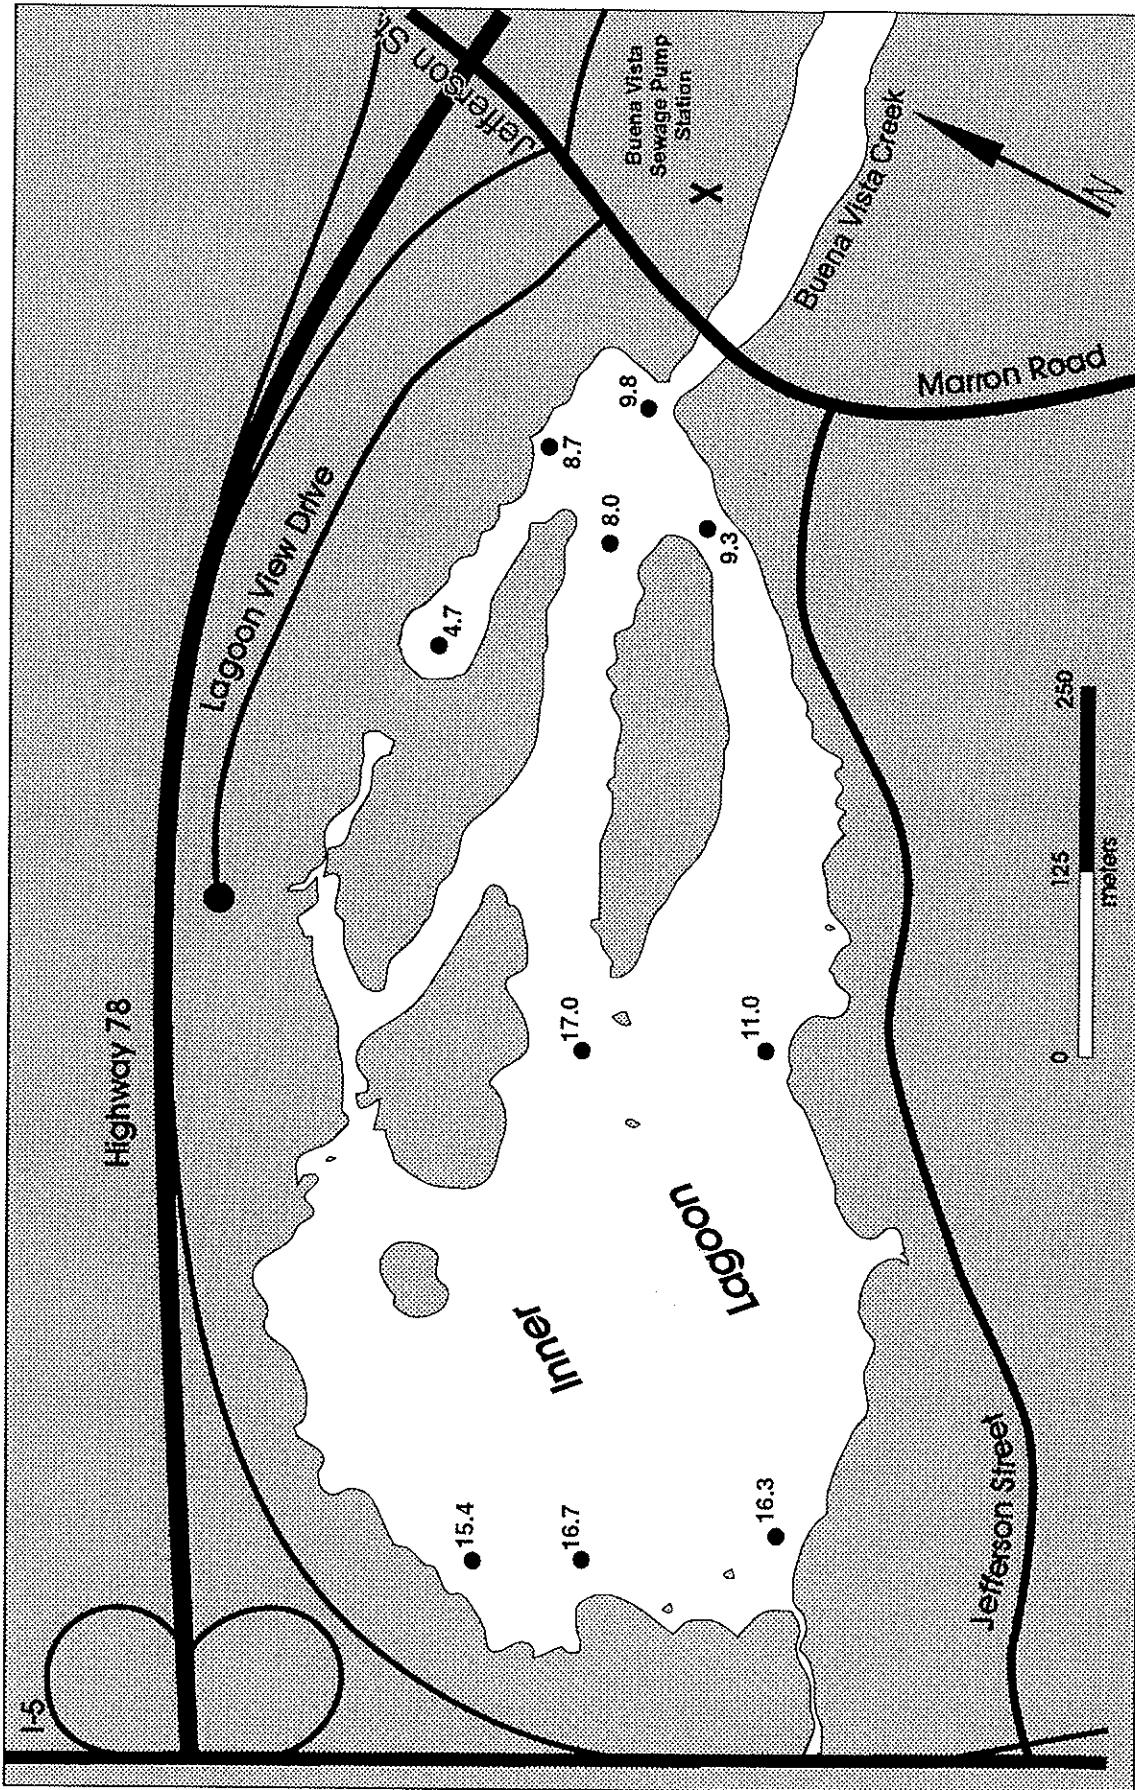 I-5
Highway 78
Jefferson St.
Lagoon View Drive
Buena Vista
Sewage Pump
Station
X
Buena Vista Creek
N
Marron Road
9.8
8.7
8.0
9.3
4.7
17.0
11.0
Inner
Lagoon
15.4
16.7
16.3
0 125 250
meters
Jefferson Street